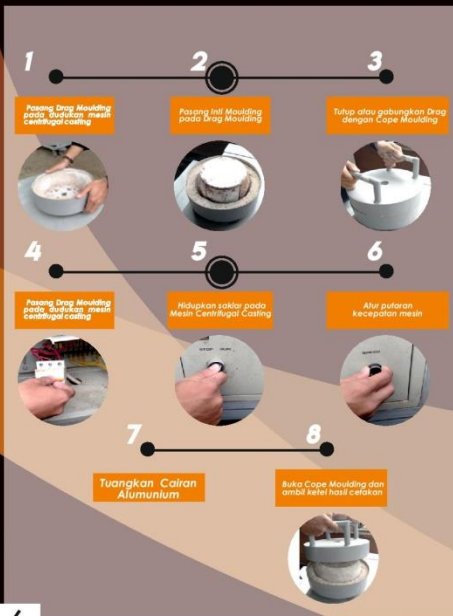 1
2
3
Pasang Drag Moulding
pada dudukan mesin
centrifugal casting
Pasang Inti Moulding
pada Drag Moulding
Tutup atau gabungkan Drag
dengan Cope Moulding
4
5
6
Pasang Drag Moulding
pada dudukan mesin
centrifugal casting
Hidupkan saklar pada
Mesin Centrifugal Casting
Atur putaran
kecepatan mesin
7
8
Tuangkan Cairan
Alumunium
Buka Cope Moulding dan
ambil ketel hasil cetakan